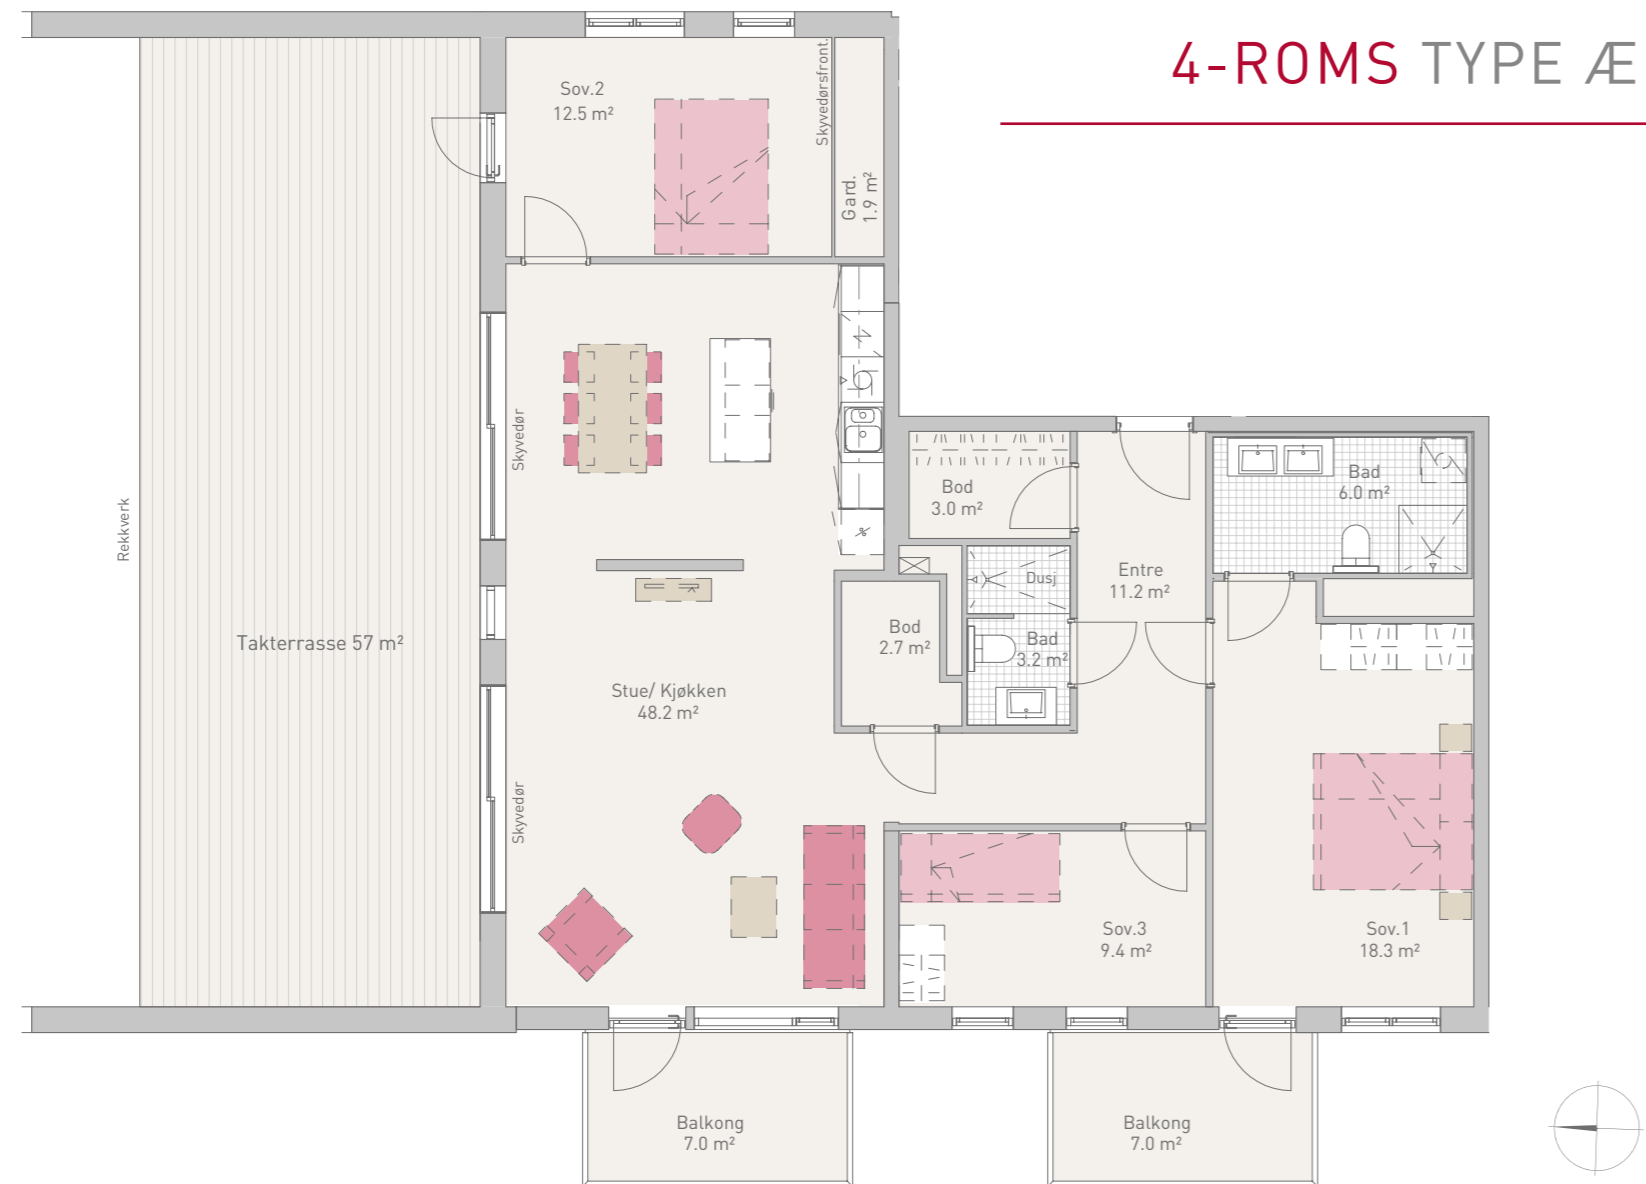 4-ROMS TYPE Æ
Sov.2
12.5 m²
Skyvedørsfront.
Gard.
1.9 m²
Skyvedør
Rekkverk
Bod
3.0 m²
Bad
6.0 m²
Entre
11.2 m²
Dusj
Takterrasse 57 m²
Bod
2.7 m²
Bad
3.2 m²
Stue/ Kjøkken
48.2 m²
Skyvedør
Sov.3
9.4 m²
Sov.1
18.3 m²
Balkong
7.0 m²
Balkong
7.0 m²